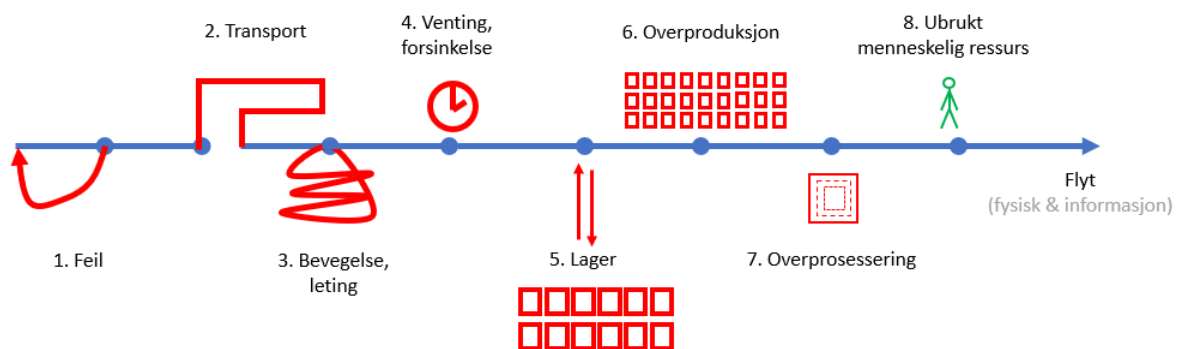 1. Feil
2. Transport
3. Bevegelse,
leting
4. Venting,
forsinkelse
5. Lager
6. Overproduksjon
7. Overprosessering
8. Ubrukt
menneskelig ressurs
Flyt
(fysisk & informasjon)